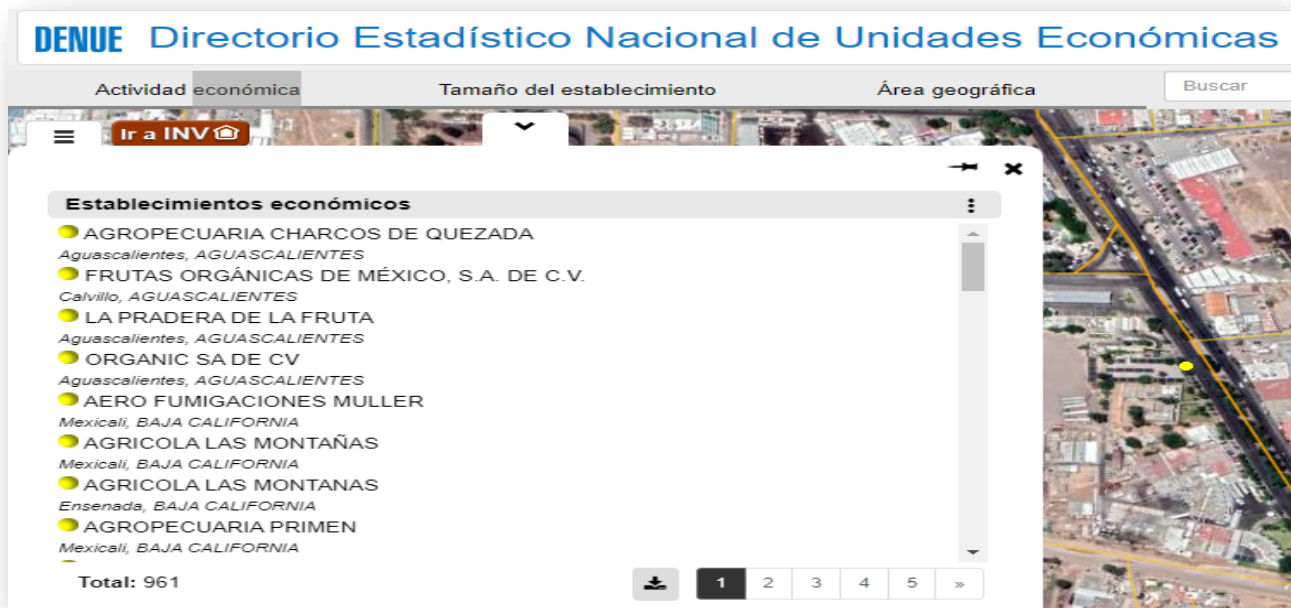 DENUE Directorio Estadístico Nacional de Unidades Económicas
Actividad económica Tamaño del establecimiento Área geográfica Buscar
Ir a INV
Establecimientos económicos
AGROPECUARIA CHARCOS DE QUEZADA
Aguascalientes, AGUASCALIENTES
FRUTAS ORGÁNICAS DE MÉXICO, S.A. DE C.V.
Calvillo, AGUASCALIENTES
LA PRADERA DE LA FRUTA
Aguascalientes, AGUASCALIENTES
ORGANIC SA DE CV
Aguascalientes, AGUASCALIENTES
AERO FUMIGACIONES MULLER
Mexicali, BAJA CALIFORNIA
AGRICOLA LAS MONTAÑAS
Mexicali, BAJA CALIFORNIA
AGRICOLA LAS MONTANAS
Ensenada, BAJA CALIFORNIA
AGROPECUARIA PRIMEN
Mexicali, BAJA CALIFORNIA
Total: 961 1 2 3 4 5 »